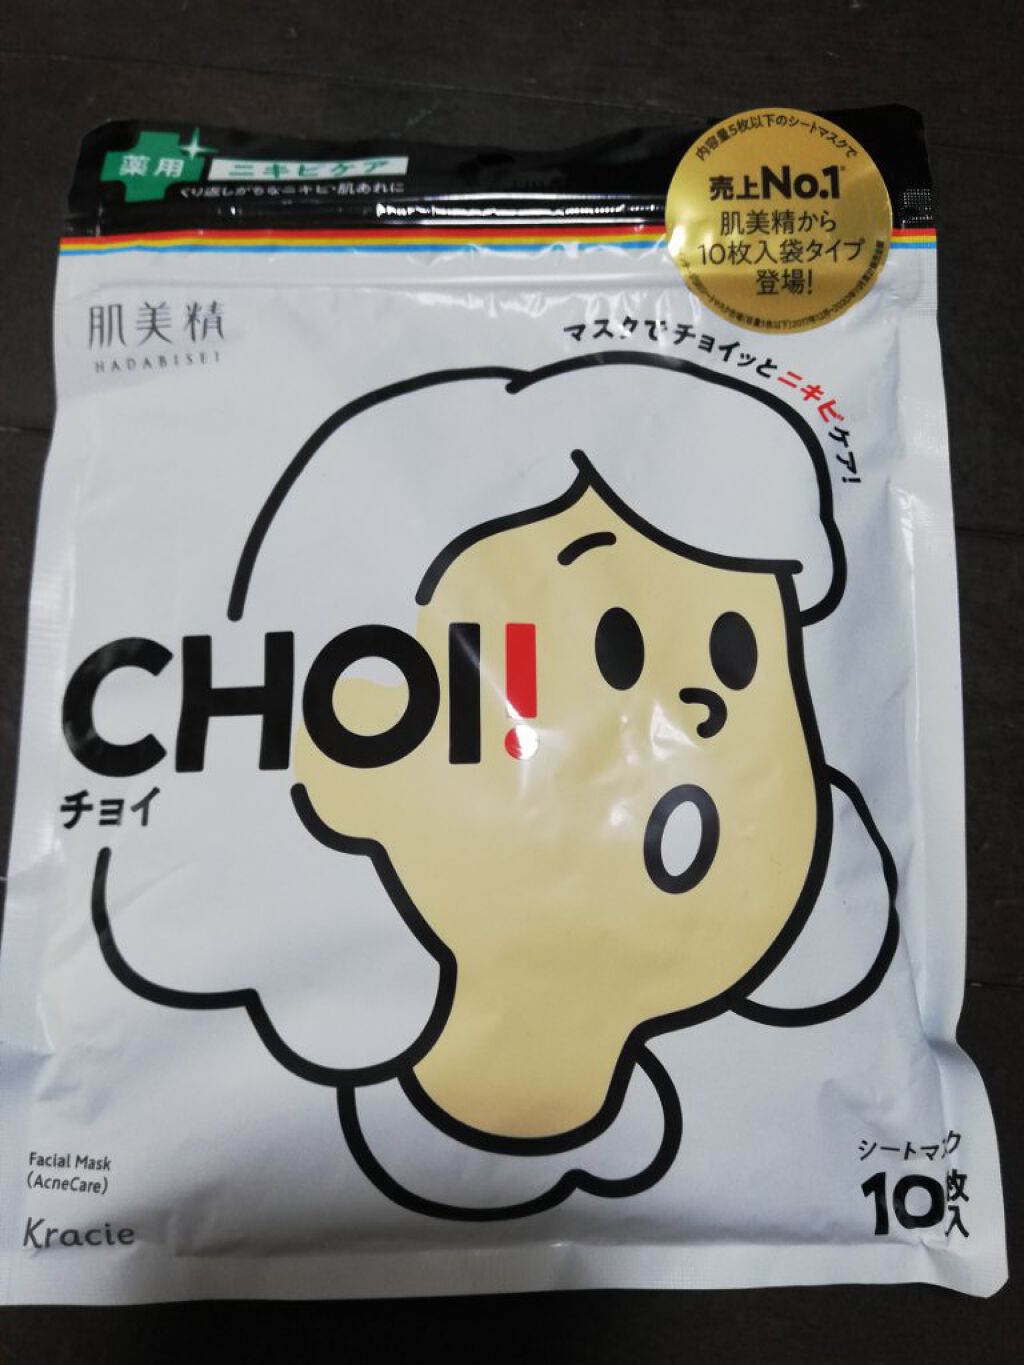 薬用
ニキビケア
くり返しがちなニキビ・肌あれに
内容量5枚以下のシートマスクで
売上No.1
肌美精から
10枚入袋タイプ
登場!
肌美精
HADABISEI
マスクでチョイッとニキビケア!
CHOI!
チョイ
Facial Mask
(AcneCare)
Kracie
シートマスク
10枚入